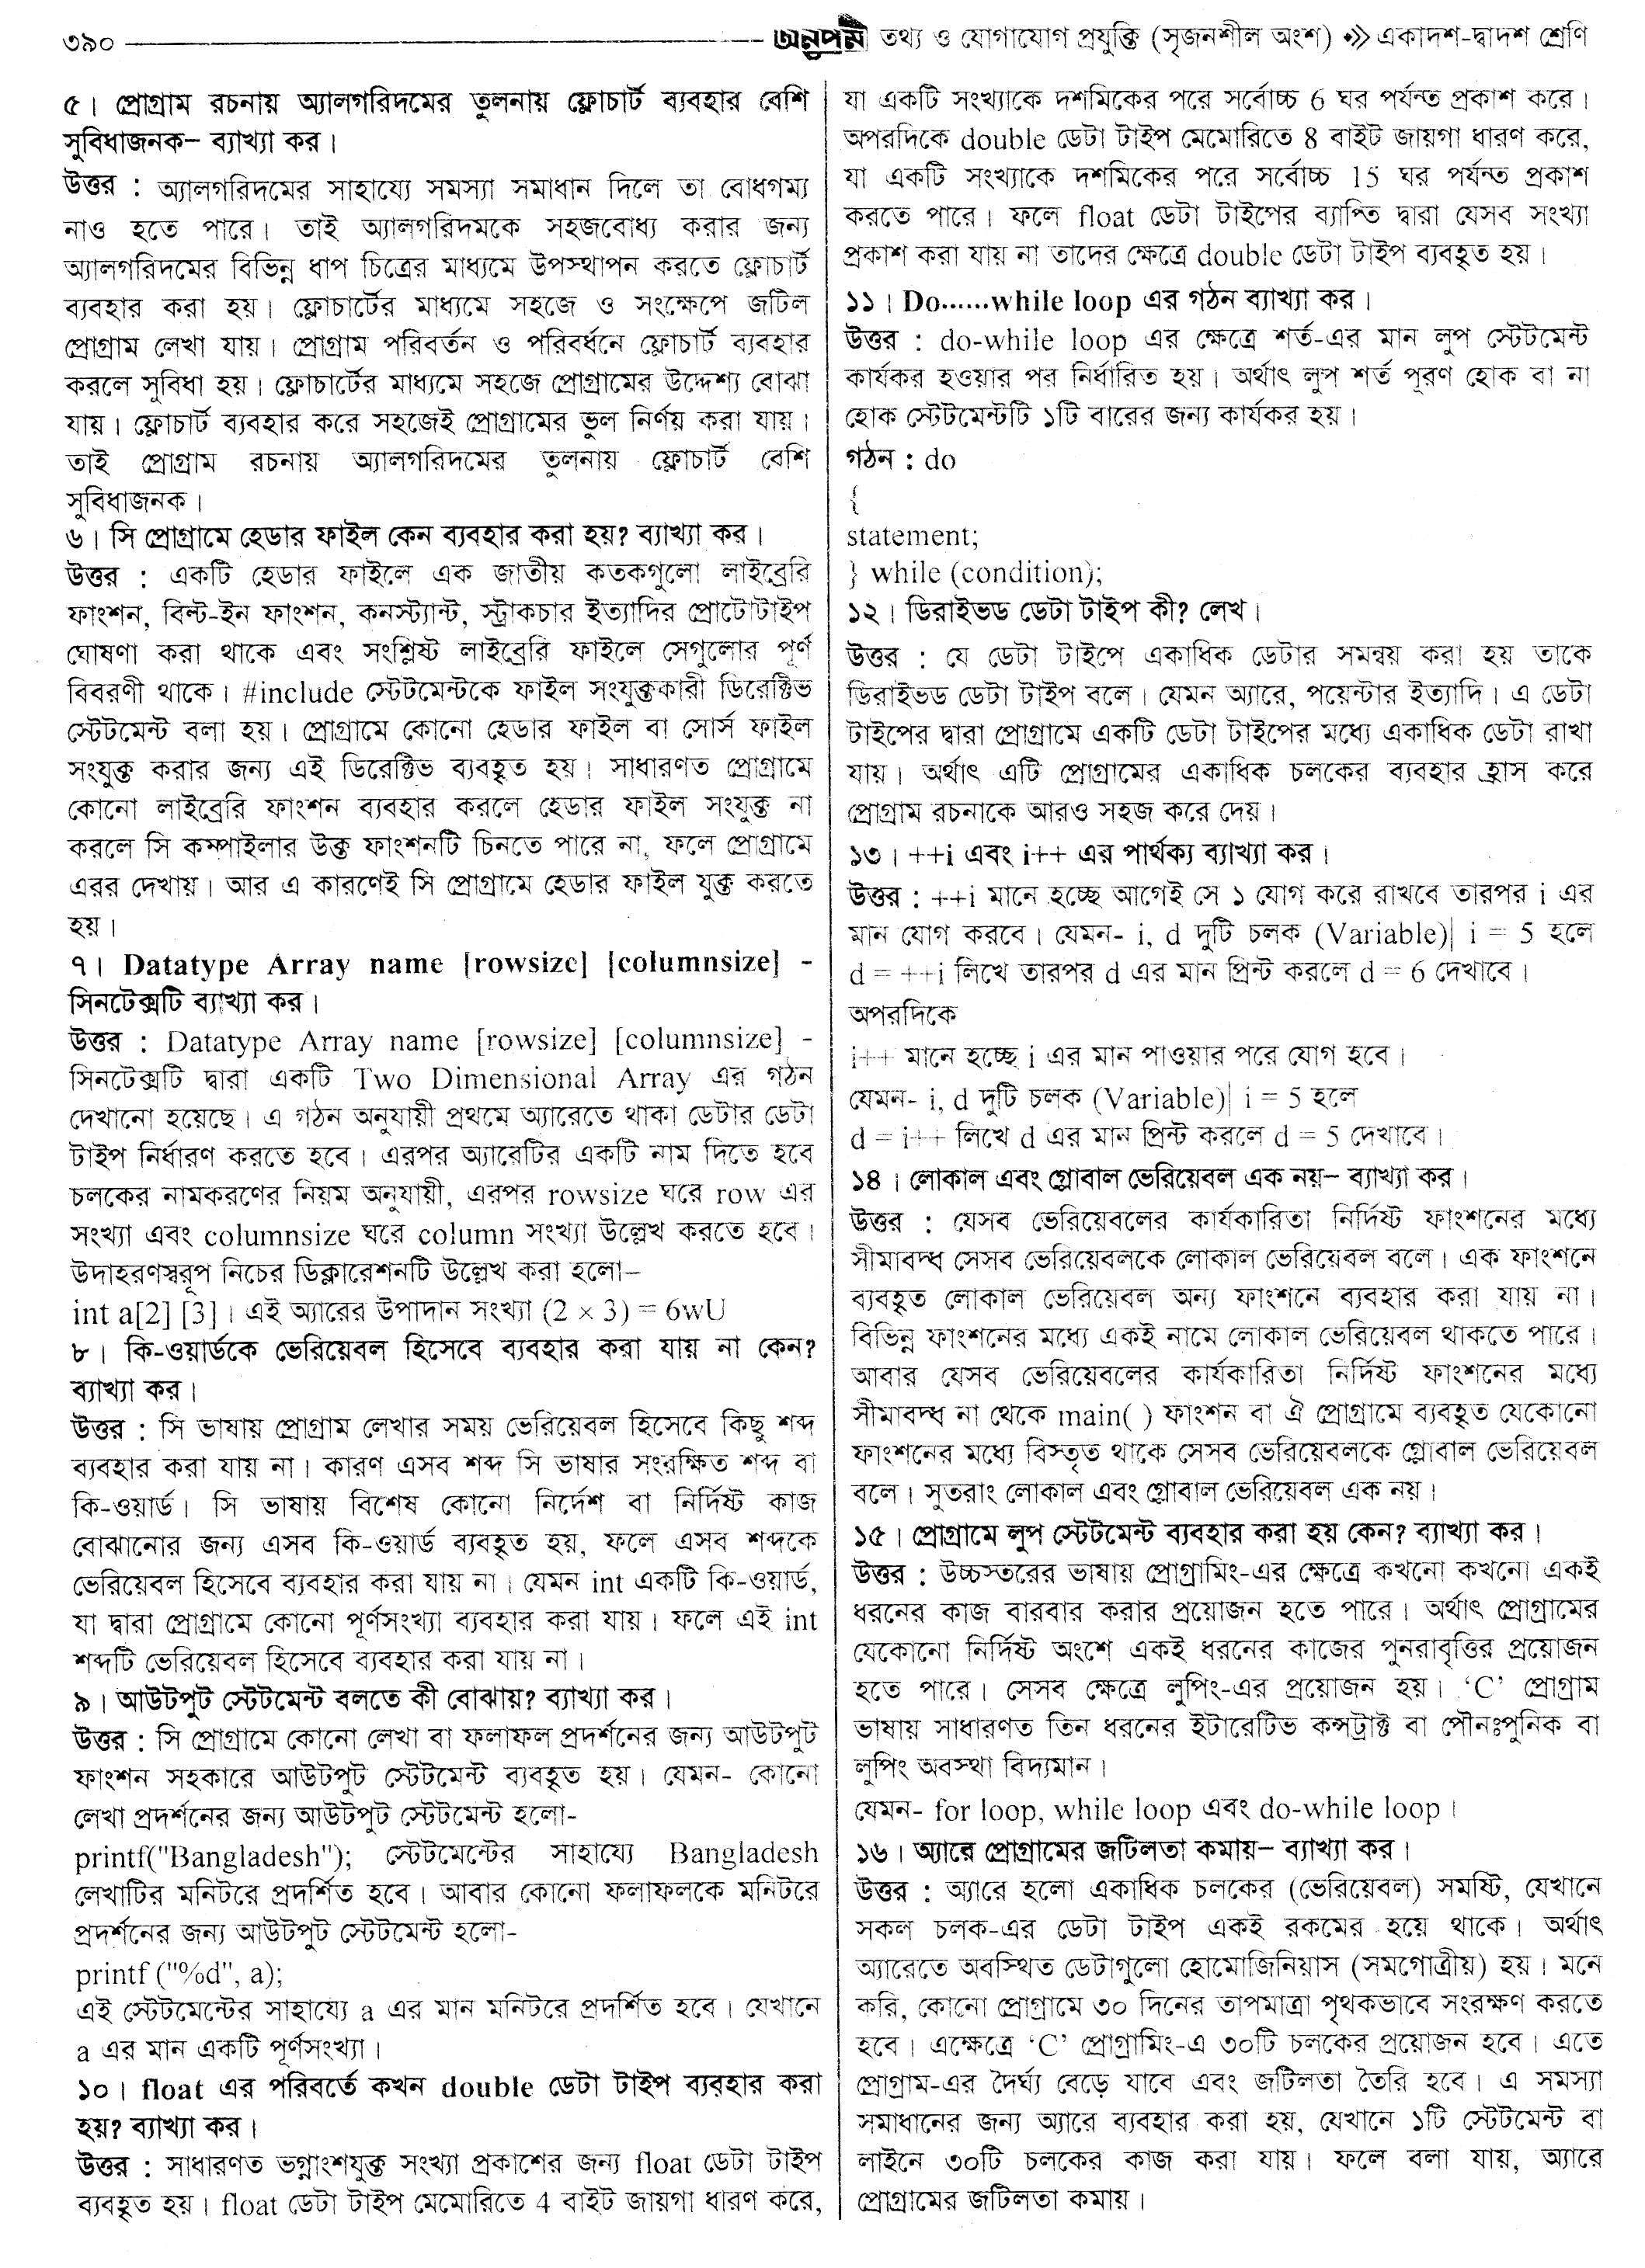 ৩৯০ অনুপম তথ্য ও যোগাযোগ প্রযুক্তি (সৃজনশীল অংশ) একাদশ-দ্বাদশ শ্রেণি
৫। প্রোগ্রাম রচনায় অ্যালগরিদমের তুলনায় ফ্লোচার্ট ব্যবহার বেশি
সুবিধাজনক– ব্যাখ্যা কর।
উত্তর : অ্যালগরিদমের সাহায্যে সমস্যা সমাধান দিলে তা বোধগম্য
নাও হতে পারে। তাই অ্যালগরিদমকে সহজবোধ্য করার জন্য
অ্যালগরিদমের বিভিন্ন ধাপ চিত্রের মাধ্যমে উপস্থাপন করতে ফ্লোচার্ট
ব্যবহার করা হয়। ফ্লোচার্টের মাধ্যমে সহজে ও সংক্ষেপে জটিল
প্রোগ্রাম লেখা যায়। প্রোগ্রাম পরিবর্তন ও পরিবর্ধনে ফ্লোচার্ট ব্যবহার
করলে সুবিধা হয়। ফ্লোচার্টের মাধ্যমে সহজে প্রোগ্রামের উদ্দেশ্য বোঝা
যায়। ফ্লোচার্ট ব্যবহার করে সহজেই প্রোগ্রামের ভুল নির্ণয় করা যায়।
তাই প্রোগ্রাম রচনায় অ্যালগরিদমের তুলনায় ফ্লোচার্ট বেশি
সুবিধাজনক।
৬। সি প্রোগ্রামে হেডার ফাইল কেন ব্যবহার করা হয়? ব্যাখ্যা কর।
উত্তর : একটি হেডার ফাইলে এক জাতীয় কতকগুলো লাইব্রেরি
ফাংশন, বিল্ট-ইন ফাংশন, কনস্ট্যান্ট, স্ট্রাকচার ইত্যাদির প্রোটোটাইপ
ঘোষণা করা থাকে এবং সংশ্লিষ্ট লাইব্রেরি ফাইলে সেগুলোর পূর্ণ
বিবরণী থাকে। #include স্টেটমেন্টকে ফাইল সংযুক্তকারী ডিরেক্টিভ
স্টেটমেন্ট বলা হয়। প্রোগ্রামে কোনো হেডার ফাইল বা সোর্স ফাইল
সংযুক্ত করার জন্য এই ডিরেক্টিভ ব্যবহৃত হয়। সাধারণত প্রোগ্রামে
কোনো লাইব্রেরি ফাংশন ব্যবহার করলে হেডার ফাইল সংযুক্ত না
করলে সি কম্পাইলার উক্ত ফাংশনটি চিনতে পারে না, ফলে প্রোগ্রামে
এরর দেখায়। আর এ কারণেই সি প্রোগ্রামে হেডার ফাইল যুক্ত করতে
হয়।
৭। Datatype Array name [rowsize] [columnsize] -
সিনটেক্সটি ব্যাখ্যা কর।
উত্তর : Datatype Array name [rowsize] [columnsize] -
সিনটেক্সটি দ্বারা একটি Two Dimensional Array এর গঠন
দেখানো হয়েছে। এ গঠন অনুযায়ী প্রথমে অ্যারেতে থাকা ডেটার ডেটা
টাইপ নির্ধারণ করতে হবে। এরপর অ্যারেটির একটি নাম দিতে হবে
চলকের নামকরণের নিয়ম অনুযায়ী, এরপর rowsize ঘরে row এর
সংখ্যা এবং columnsize ঘরে column সংখ্যা উল্লেখ করতে হবে।
উদাহরণস্বরূপ নিচের ডিক্লারেশনটি উল্লেখ করা হলো–
int a[2] [3]। এই অ্যারের উপাদান সংখ্যা (2 × 3) = 6wU
৮। কি-ওয়ার্ডকে ভেরিয়েবল হিসেবে ব্যবহার করা যায় না কেন?
ব্যাখ্যা কর।
উত্তর : সি ভাষায় প্রোগ্রাম লেখার সময় ভেরিয়েবল হিসেবে কিছু শব্দ
ব্যবহার করা যায় না। কারণ এসব শব্দ সি ভাষার সংরক্ষিত শব্দ বা
কি-ওয়ার্ড। সি ভাষায় বিশেষ কোনো নির্দেশ বা নির্দিষ্ট কাজ
বোঝানোর জন্য এসব কি-ওয়ার্ড ব্যবহৃত হয়, ফলে এসব শব্দকে
ভেরিয়েবল হিসেবে ব্যবহার করা যায় না। যেমন int একটি কি-ওয়ার্ড,
যা দ্বারা প্রোগ্রামে কোনো পূর্ণসংখ্যা ব্যবহার করা যায়। ফলে এই int
শব্দটি ভেরিয়েবল হিসেবে ব্যবহার করা যায় না।
৯। আউটপুট স্টেটমেন্ট বলতে কী বোঝায়? ব্যাখ্যা কর।
উত্তর : সি প্রোগ্রামে কোনো লেখা বা ফলাফল প্রদর্শনের জন্য আউটপুট
ফাংশন সহকারে আউটপুট স্টেটমেন্ট ব্যবহৃত হয়। যেমন- কোনো
লেখা প্রদর্শনের জন্য আউটপুট স্টেটমেন্ট হলো-
printf("Bangladesh"); স্টেটমেন্টের সাহায্যে Bangladesh
লেখাটির মনিটরে প্রদর্শিত হবে। আবার কোনো ফলাফলকে মনিটরে
প্রদর্শনের জন্য আউটপুট স্টেটমেন্ট হলো-
printf ("%d", a);
এই স্টেটমেন্টের সাহায্যে a এর মান মনিটরে প্রদর্শিত হবে। যেখানে
a এর মান একটি পূর্ণসংখ্যা।
১০। float এর পরিবর্তে কখন double ডেটা টাইপ ব্যবহার করা
হয়? ব্যাখ্যা কর।
উত্তর : সাধারণত ভগ্নাংশযুক্ত সংখ্যা প্রকাশের জন্য float ডেটা টাইপ
ব্যবহৃত হয়। float ডেটা টাইপ মেমোরিতে 4 বাইট জায়গা ধারণ করে,
যা একটি সংখ্যাকে দশমিকের পরে সর্বোচ্চ 6 ঘর পর্যন্ত প্রকাশ করে।
অপরদিকে double ডেটা টাইপ মেমোরিতে 8 বাইট জায়গা ধারণ করে,
যা একটি সংখ্যাকে দশমিকের পরে সর্বোচ্চ 15 ঘর পর্যন্ত প্রকাশ
করতে পারে। ফলে float ডেটা টাইপের ব্যাপ্তি দ্বারা যেসব সংখ্যা
প্রকাশ করা যায় না তাদের ক্ষেত্রে double ডেটা টাইপ ব্যবহৃত হয়।
১১। Do......while loop এর গঠন ব্যাখ্যা কর।
উত্তর : do-while loop এর ক্ষেত্রে শর্ত-এর মান লুপ স্টেটমেন্ট
কার্যকর হওয়ার পর নির্ধারিত হয়। অর্থাৎ লুপ শর্ত পূরণ হোক বা না
হোক স্টেটমেন্টটি ১টি বারের জন্য কার্যকর হয়।
গঠন : do
{
statement;
} while (condition);
১২। ডিরাইভড ডেটা টাইপ কী? লেখ।
উত্তর : যে ডেটা টাইপে একাধিক ডেটার সমন্বয় করা হয় তাকে
ডিরাইভড ডেটা টাইপ বলে। যেমন অ্যারে, পয়েন্টার ইত্যাদি। এ ডেটা
টাইপের দ্বারা প্রোগ্রামে একটি ডেটা টাইপের মধ্যে একাধিক ডেটা রাখা
যায়। অর্থাৎ এটি প্রোগ্রামের একাধিক চলকের ব্যবহার হ্রাস করে
প্রোগ্রাম রচনাকে আরও সহজ করে দেয়।
১৩। ++i এবং i++ এর পার্থক্য ব্যাখ্যা কর।
উত্তর : ++i মানে হচ্ছে আগেই সে ১ যোগ করে রাখবে তারপর i এর
মান যোগ করবে। যেমন- i, d দুটি চলক (Variable)| i = 5 হলে
d = ++i লিখে তারপর d এর মান প্রিন্ট করলে d = 6 দেখাবে।
অপরদিকে
i++ মানে হচ্ছে i এর মান পাওয়ার পরে যোগ হবে।
যেমন- i, d দুটি চলক (Variable)| i = 5 হলে
d = i++ লিখে d এর মান প্রিন্ট করলে d = 5 দেখাবে।
১৪। লোকাল এবং গ্লোবাল ভেরিয়েবল এক নয়– ব্যাখ্যা কর।
উত্তর : যেসব ভেরিয়েবলের কার্যকারিতা নির্দিষ্ট ফাংশনের মধ্যে
সীমাবদ্ধ সেসব ভেরিয়েবলকে লোকাল ভেরিয়েবল বলে। এক ফাংশনে
ব্যবহৃত লোকাল ভেরিয়েবল অন্য ফাংশনে ব্যবহার করা যায় না।
বিভিন্ন ফাংশনের মধ্যে একই নামে লোকাল ভেরিয়েবল থাকতে পারে।
আবার যেসব ভেরিয়েবলের কার্যকারিতা নির্দিষ্ট ফাংশনের মধ্যে
সীমাবদ্ধ না থেকে main( ) ফাংশন বা ঐ প্রোগ্রামে ব্যবহৃত যেকোনো
ফাংশনের মধ্যে বিস্তৃত থাকে সেসব ভেরিয়েবলকে গ্লোবাল ভেরিয়েবল
বলে। সুতরাং লোকাল এবং গ্লোবাল ভেরিয়েবল এক নয়।
১৫। প্রোগ্রামে লুপ স্টেটমেন্ট ব্যবহার করা হয় কেন? ব্যাখ্যা কর।
উত্তর : উচ্চস্তরের ভাষায় প্রোগ্রামিং-এর ক্ষেত্রে কখনো কখনো একই
ধরনের কাজ বারবার করার প্রয়োজন হতে পারে। অর্থাৎ প্রোগ্রামের
যেকোনো নির্দিষ্ট অংশে একই ধরনের কাজের পুনরাবৃত্তির প্রয়োজন
হতে পারে। সেসব ক্ষেত্রে লুপিং-এর প্রয়োজন হয়। ‘C’ প্রোগ্রাম
ভাষায় সাধারণত তিন ধরনের ইটারেটিভ কন্সট্রাক্ট বা পৌনঃপুনিক বা
লুপিং অবস্থা বিদ্যমান।
যেমন- for loop, while loop এবং do-while loop।
১৬। অ্যারে প্রোগ্রামের জটিলতা কমায়– ব্যাখ্যা কর।
উত্তর : অ্যারে হলো একাধিক চলকের (ভেরিয়েবল) সমষ্টি, যেখানে
সকল চলক-এর ডেটা টাইপ একই রকমের হয়ে থাকে। অর্থাৎ
অ্যারেতে অবস্থিত ডেটাগুলো হোমোজিনিয়াস (সমগোত্রীয়) হয়। মনে
করি, কোনো প্রোগ্রামে ৩০ দিনের তাপমাত্রা পৃথকভাবে সংরক্ষণ করতে
হবে। এক্ষেত্রে ‘C’ প্রোগ্রামিং-এ ৩০টি চলকের প্রয়োজন হবে। এতে
প্রোগ্রাম-এর দৈর্ঘ্য বেড়ে যাবে এবং জটিলতা তৈরি হবে। এ সমস্যা
সমাধানের জন্য অ্যারে ব্যবহার করা হয়, যেখানে ১টি স্টেটমেন্ট বা
লাইনে ৩০টি চলকের কাজ করা যায়। ফলে বলা যায়, অ্যারে
প্রোগ্রামের জটিলতা কমায়।